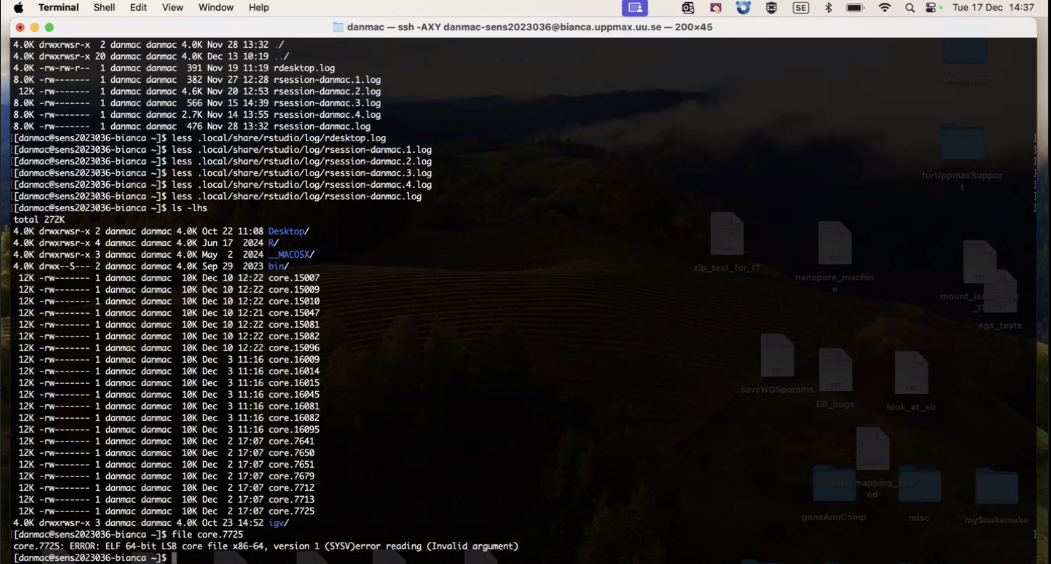 Terminal Shell Edit View Window Help SE Tue 17 Dec 14:37
danmac — ssh -AXY danmac-sens2023036@bianca.uppmax.uu.se — 200×45
4.0K drwxrwsr-x 2 danmac danmac 4.0K Nov 28 13:32 ./
4.0K drwxrwsr-x 20 danmac danmac 4.0K Dec 13 10:19 ../
4.0K -rw-rw-r-- 1 danmac danmac 391 Nov 19 11:19 rdesktop.log
8.0K -rw------- 1 danmac danmac 382 Nov 27 12:28 rsession-danmac.1.log
12K -rw------- 1 danmac danmac 4.6K Nov 20 12:53 rsession-danmac.2.log
8.0K -rw------- 1 danmac danmac 566 Nov 15 14:39 rsession-danmac.3.log
8.0K -rw------- 1 danmac danmac 2.7K Nov 14 13:55 rsession-danmac.4.log
8.0K -rw------- 1 danmac danmac 476 Nov 28 13:32 rsession-danmac.log
[[danmac@sens2023036-bianca ~]$ less .local/share/rstudio/log/rdesktop.log
[[danmac@sens2023036-bianca ~]$ less .local/share/rstudio/log/rsession-danmac.1.log
[[danmac@sens2023036-bianca ~]$ less .local/share/rstudio/log/rsession-danmac.2.log
[[danmac@sens2023036-bianca ~]$ less .local/share/rstudio/log/rsession-danmac.3.log
[[danmac@sens2023036-bianca ~]$ less .local/share/rstudio/log/rsession-danmac.4.log
[[danmac@sens2023036-bianca ~]$ less .local/share/rstudio/log/rsession-danmac.log
[[danmac@sens2023036-bianca ~]$ ls -lhs
total 272K
4.0K drwxrwsr-x 2 danmac danmac 4.0K Oct 22 11:08 Desktop/
4.0K drwxrwsr-x 4 danmac danmac 4.0K Jun 17 2024 R/
4.0K drwxrwsr-x 3 danmac danmac 4.0K May 2 2024 __MACOSX/
4.0K drwx--S--- 2 danmac danmac 4.0K Sep 29 2023 bin/
12K -rw------- 1 danmac danmac 10K Dec 10 12:22 core.15007
12K -rw------- 1 danmac danmac 10K Dec 10 12:22 core.15009
12K -rw------- 1 danmac danmac 10K Dec 10 12:22 core.15010
12K -rw------- 1 danmac danmac 10K Dec 10 12:21 core.15047
12K -rw------- 1 danmac danmac 10K Dec 10 12:22 core.15081
12K -rw------- 1 danmac danmac 10K Dec 10 12:22 core.15082
12K -rw------- 1 danmac danmac 10K Dec 10 12:22 core.15096
12K -rw------- 1 danmac danmac 10K Dec 3 11:16 core.16009
12K -rw------- 1 danmac danmac 10K Dec 3 11:16 core.16014
12K -rw------- 1 danmac danmac 10K Dec 3 11:16 core.16015
12K -rw------- 1 danmac danmac 10K Dec 3 11:16 core.16045
12K -rw------- 1 danmac danmac 10K Dec 3 11:16 core.16081
12K -rw------- 1 danmac danmac 10K Dec 3 11:16 core.16082
12K -rw------- 1 danmac danmac 10K Dec 3 11:16 core.16095
12K -rw------- 1 danmac danmac 10K Dec 2 17:07 core.7641
12K -rw------- 1 danmac danmac 10K Dec 2 17:07 core.7650
12K -rw------- 1 danmac danmac 10K Dec 2 17:07 core.7651
12K -rw------- 1 danmac danmac 10K Dec 2 17:07 core.7679
12K -rw------- 1 danmac danmac 10K Dec 2 17:07 core.7712
12K -rw------- 1 danmac danmac 10K Dec 2 17:07 core.7713
12K -rw------- 1 danmac danmac 10K Dec 2 17:07 core.7725
4.0K drwxrwsr-x 3 danmac danmac 4.0K Oct 23 14:52 igv/
[[danmac@sens2023036-bianca ~]$ file core.7725
core.7725: ERROR: ELF 64-bit LSB core file x86-64, version 1 (SYSV)error reading (Invalid argument)
[danmac@sens2023036-bianca ~]$
forUppmaxSuppor
t
zip_test_for_IT
nanopore_machin
e
egs_tests
saveWGSparams
EB_bugs
look_at_eb
geneAnnComp
misc
mySnakemake